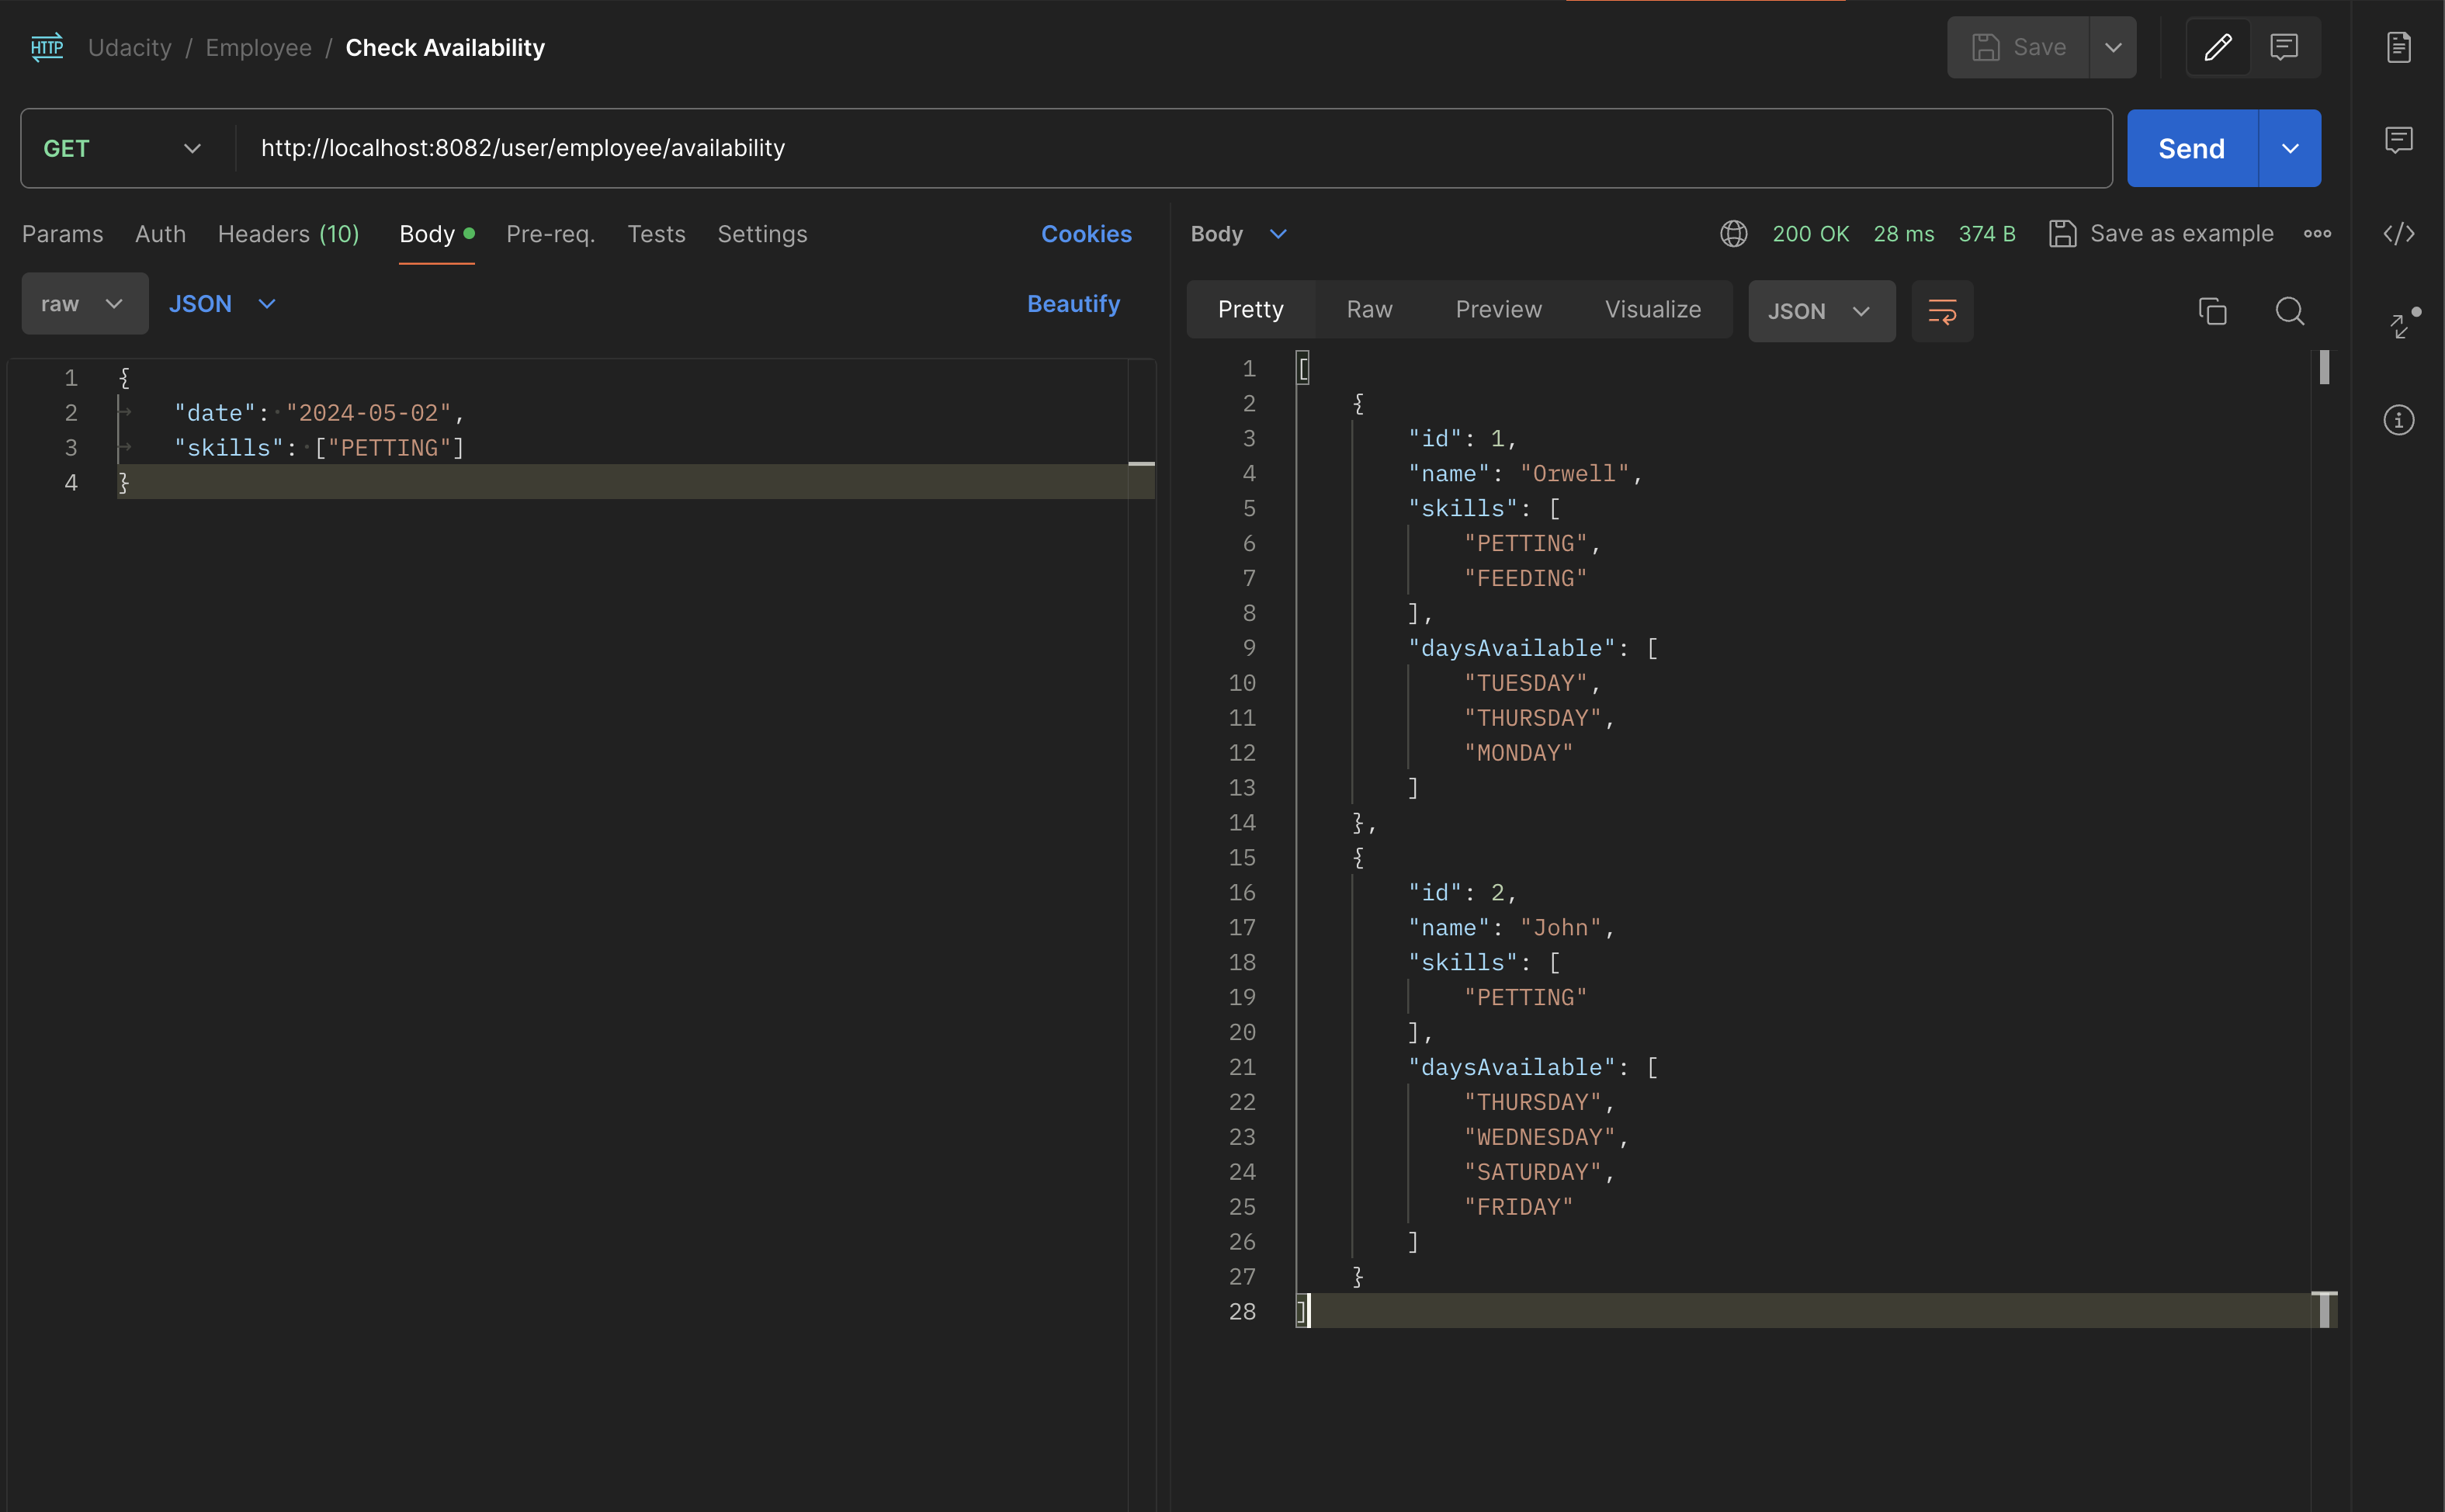 HTTP Udacity / Employee / Check Availability Save
GET http://localhost:8082/user/employee/availability Send
Params Auth Headers (10) Body Pre-req. Tests Settings Cookies
raw JSON Beautify
1 {
2 "date": "2024-05-02",
3 "skills": ["PETTING"]
4 }
Body 200 OK 28 ms 374 B Save as example
Pretty Raw Preview Visualize JSON
1 [
2 {
3 "id": 1,
4 "name": "Orwell",
5 "skills": [
6 "PETTING",
7 "FEEDING"
8 ],
9 "daysAvailable": [
10 "TUESDAY",
11 "THURSDAY",
12 "MONDAY"
13 ]
14 },
15 {
16 "id": 2,
17 "name": "John",
18 "skills": [
19 "PETTING"
20 ],
21 "daysAvailable": [
22 "THURSDAY",
23 "WEDNESDAY",
24 "SATURDAY",
25 "FRIDAY"
26 ]
27 }
28 ]